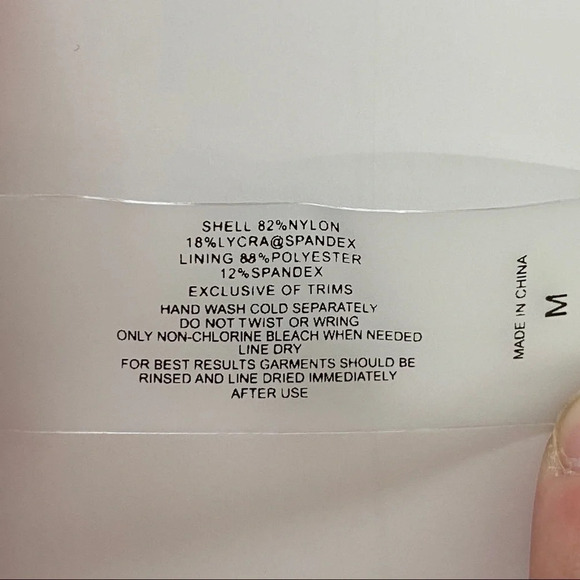 SHELL 82%NYLON
18%LYCRA@SPANDEX
LINING 88%POLYESTER
12%SPANDEX
EXCLUSIVE OF TRIMS
HAND WASH COLD SEPARATELY
DO NOT TWIST OR WRING
ONLY NON-CHLORINE BLEACH WHEN NEEDED
LINE DRY
FOR BEST RESULTS GARMENTS SHOULD BE
RINSED AND LINE DRIED IMMEDIATELY
AFTER USE
MADE IN CHINA
M